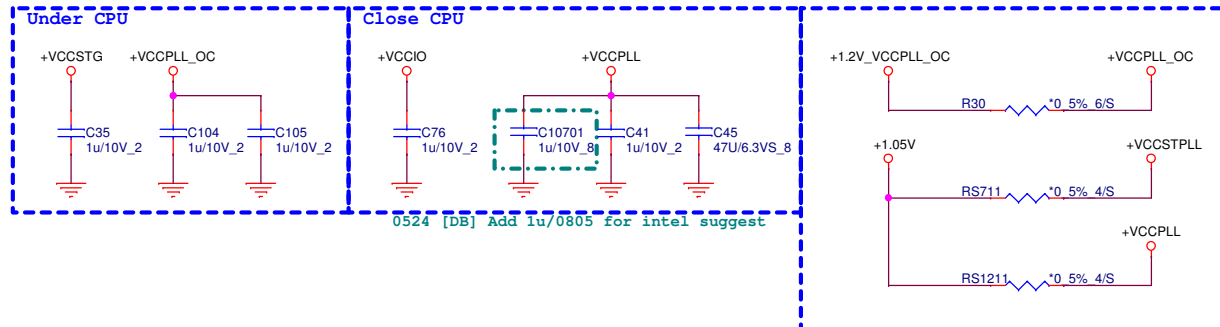 Under CPU
+VCCSTG
+VCCPLL_OC
C35
1u/10V_2
C104
1u/10V_2
C105
1u/10V_2
Close CPU
+VCCIO
+VCCPLL
C76
1u/10V_2
C10701
1u/10V_8
C41
1u/10V_2
C45
47U/6.3VS_8
0524 [DB] Add 1u/0805 for intel suggest
+1.2V_VCCPLL_OC
+VCCPLL_OC
R30
*0_5%_6/S
+1.05V
+VCCSTPLL
RS711
*0_5%_4/S
+VCCPLL
RS1211
*0_5%_4/S